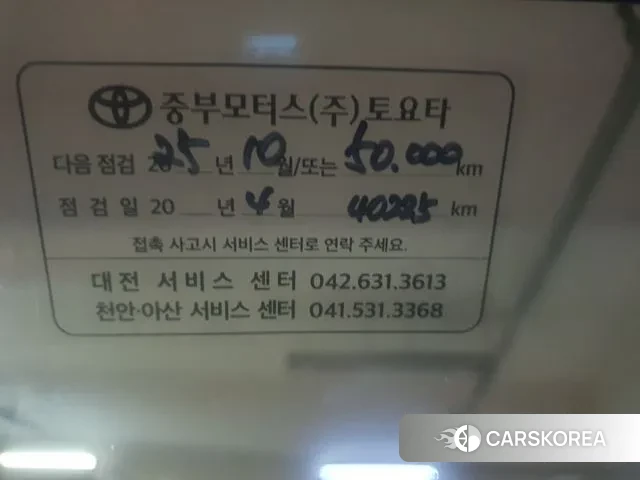 중부모터스(주)토요타
다음 점검 2025 년 10 월/또는 50.000 km
점 검 일 20 년 4 월 40285 km
접촉 사고시 서비스 센터로 연락 주세요.
대전 서비스 센터 042.631.3613
천안·아산 서비스 센터 041.531.3368
CARSKOREA